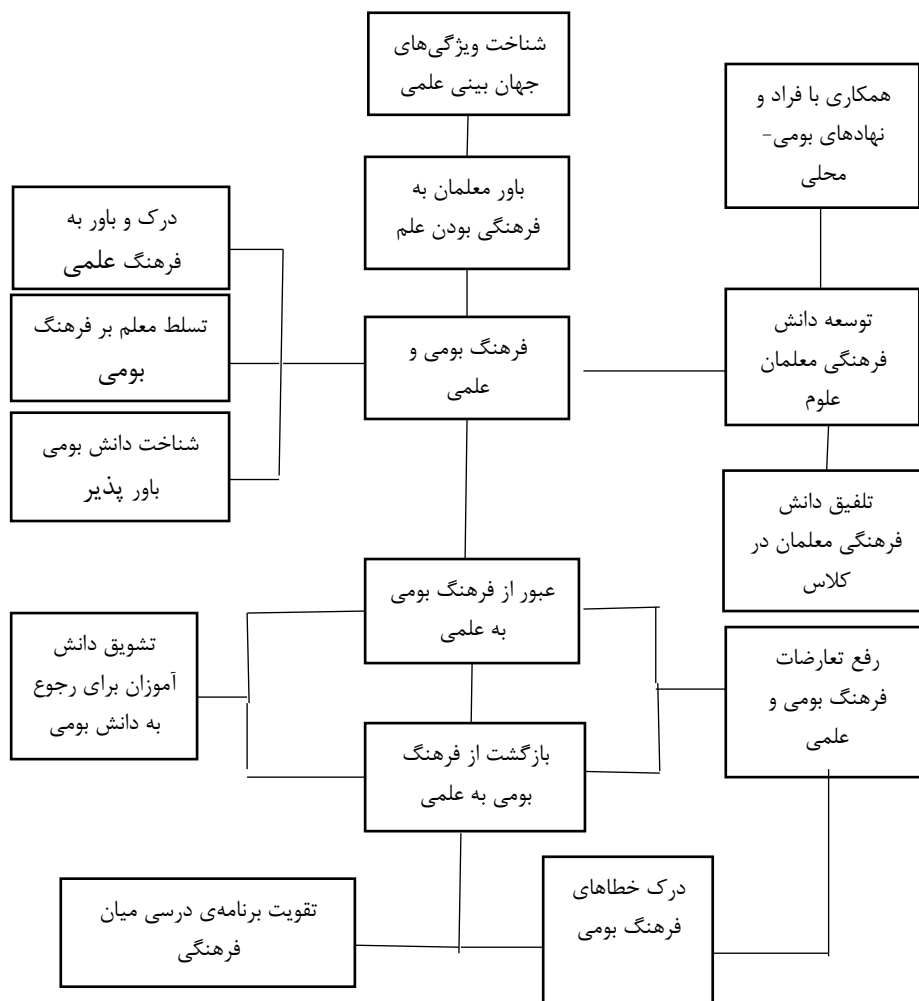 شناخت ویژگی‌های
جهان بینی علمی
همکاری با فراد و
نهادهای بومی-
محلی
باور معلمان به
فرهنگی بودن علم
درک و باور به
فرهنگ علمی
تسلط معلم بر فرهنگ
بومی
شناخت دانش بومی
باور پذیر
فرهنگ بومی و
علمی
توسعه دانش
فرهنگی معلمان
علوم
تلفیق دانش
فرهنگی معلمان در
کلاس
عبور از فرهنگ بومی
به علمی
رفع تعارضات
فرهنگ بومی و
علمی
تشویق دانش
آموزان برای رجوع
به دانش بومی
بازگشت از فرهنگ
بومی به علمی
درک خطاهای
فرهنگ بومی
تقویت برنامه‌ی درسی میان
فرهنگی